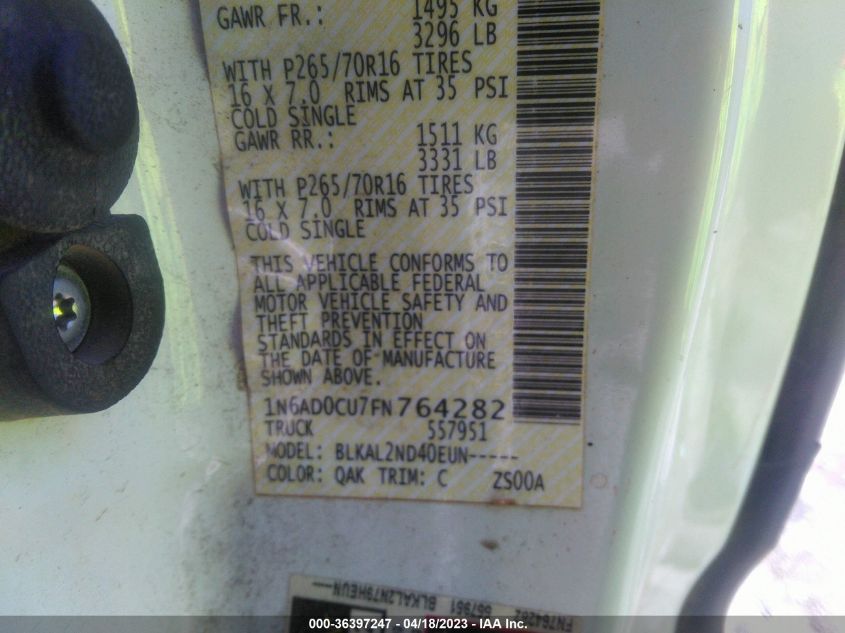 GAWR FR.: 1495 KG
3296 LB
WITH P265/70R16 TIRES
16 X 7.0 RIMS AT 35 PSI
COLD SINGLE
GAWR RR.: 1511 KG
3331 LB
WITH P265/70R16 TIRES
16 X 7.0 RIMS AT 35 PSI
COLD SINGLE
THIS VEHICLE CONFORMS TO
ALL APPLICABLE FEDERAL
MOTOR VEHICLE SAFETY AND
THEFT PREVENTION
STANDARDS IN EFFECT ON
THE DATE OF MANUFACTURE
SHOWN ABOVE.
1N6AD0CU7FN764282
TRUCK 557951
MODEL: BLKAL2ND40EUN-----
COLOR: QAK TRIM: C ZS00A
FN764282 557951 BLKAL2N79HEUN---
000-36397247 - 04/18/2023 - IAA Inc.